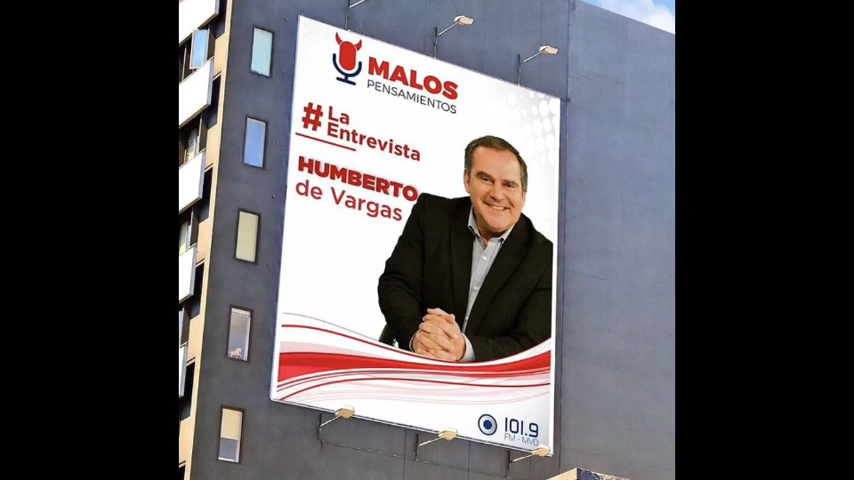 MALOS
PENSAMIENTOS
#La
Entrevista
HUMBERTO
de Vargas
101.9
FM - MVD